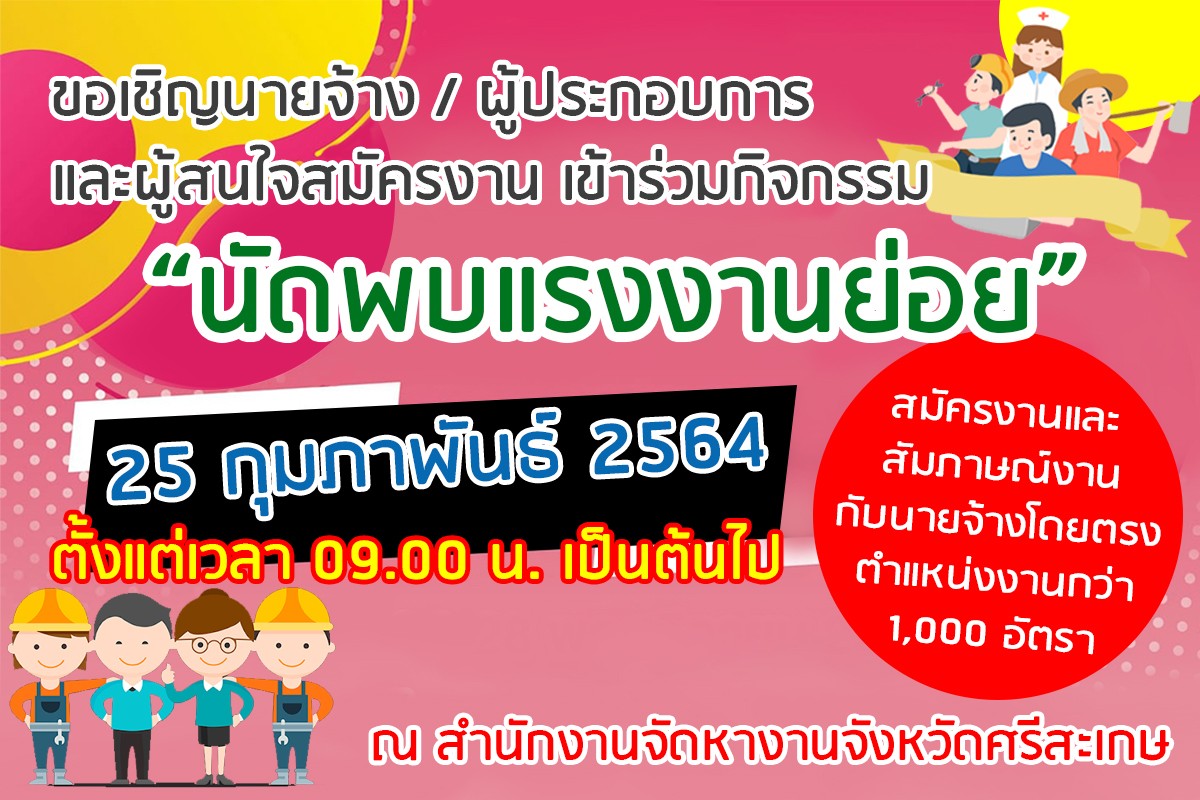 ขอเชิญนายจ้าง / ผู้ประกอบการ
และผู้สนใจสมัครงาน เข้าร่วมกิจกรรม
“นัดพบแรงงานย่อย”
25 กุมภาพันธ์ 2564
ตั้งแต่เวลา 09.00 น. เป็นต้นไป
สมัครงานและ
สัมภาษณ์งาน
กับนายจ้างโดยตรง
ตำแหน่งงานกว่า
1,000 อัตรา
ณ สำนักงานจัดหางานจังหวัดศรีสะเกษ